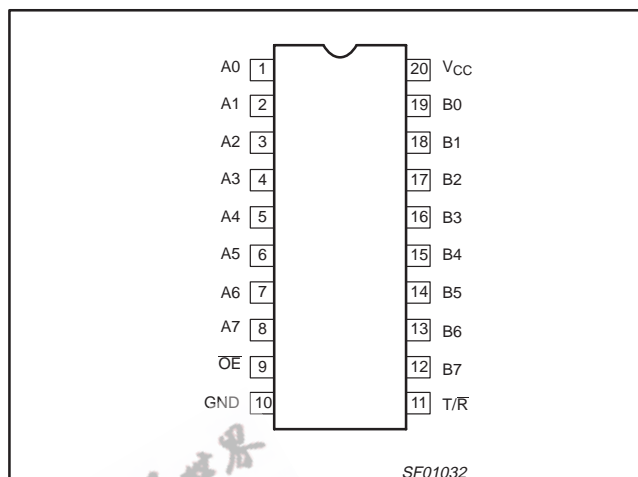 A0 1 20 VCC
A1 2 19 B0
A2 3 18 B1
A3 4 17 B2
A4 5 16 B3
A5 6 15 B4
A6 7 14 B5
A7 8 13 B6
O̅E̅ 9 12 B7
GND 10 11 T/R̅
SF01032